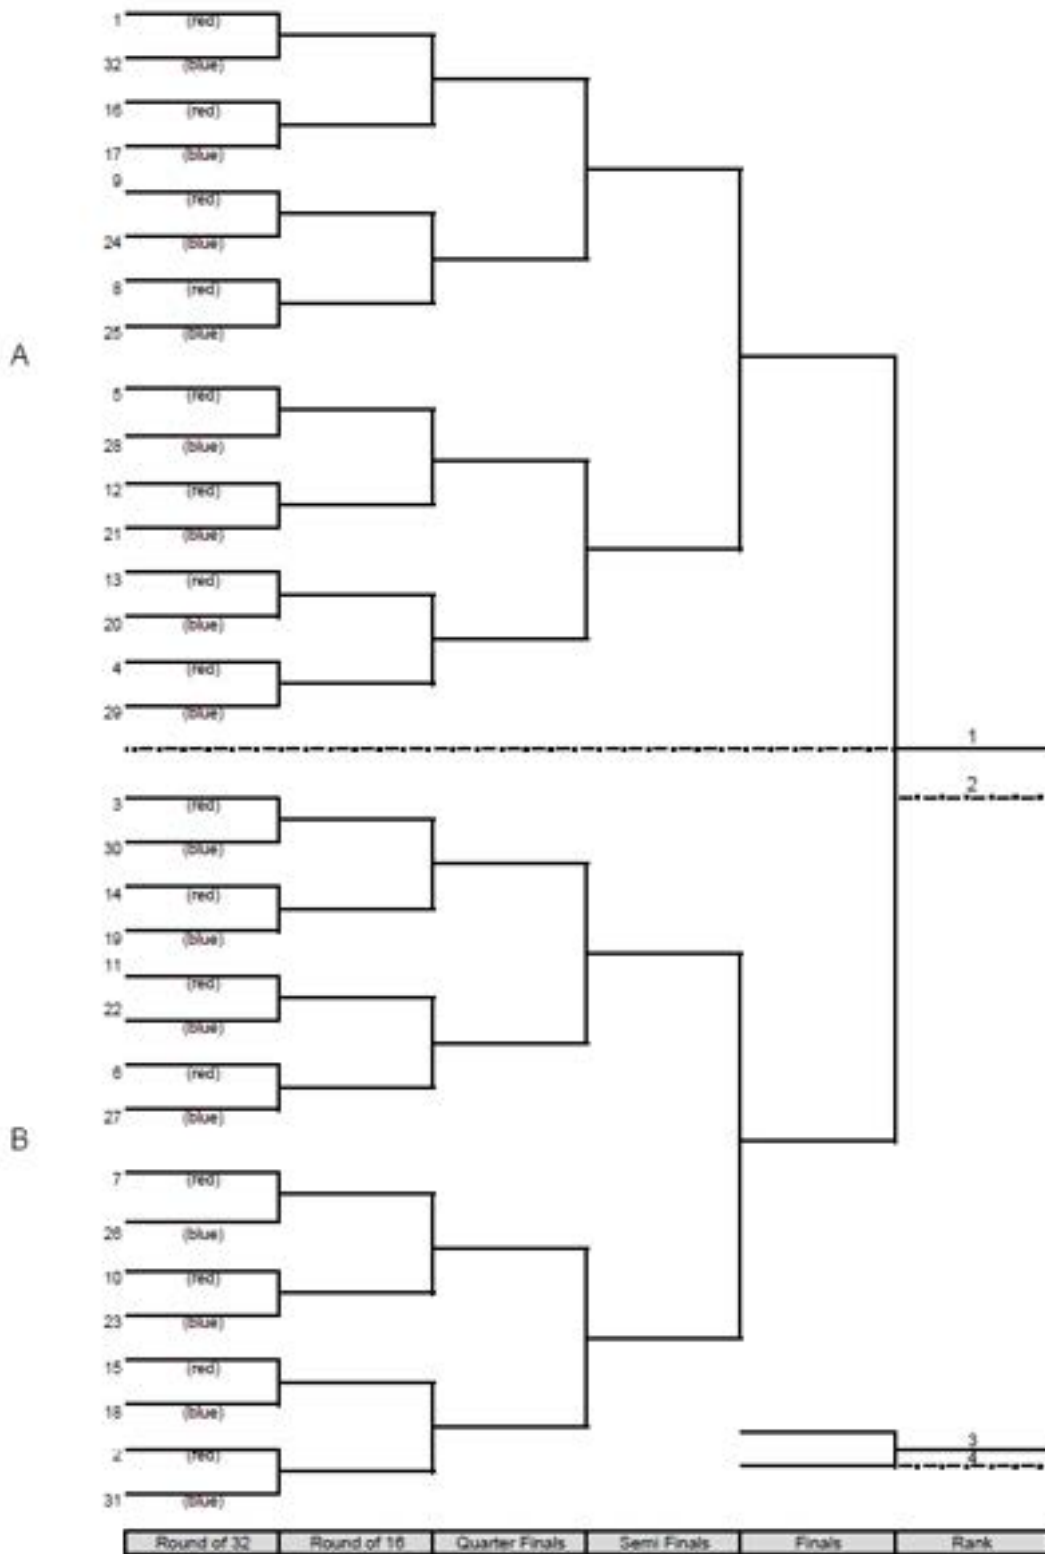 1 (red)
32 (blue)
16 (red)
17 (blue)
9 (red)
24 (blue)
8 (red)
25 (blue)
A
5 (red)
28 (blue)
12 (red)
21 (blue)
13 (red)
20 (blue)
4 (red)
29 (blue)
1
2
3 (red)
30 (blue)
14 (red)
19 (blue)
11 (red)
22 (blue)
6 (red)
27 (blue)
B
7 (red)
26 (blue)
10 (red)
23 (blue)
15 (red)
18 (blue)
3
2 (red)
4
31 (blue)
Round of 32 Round of 16 Quarter Finals Semi Finals Finals Rank